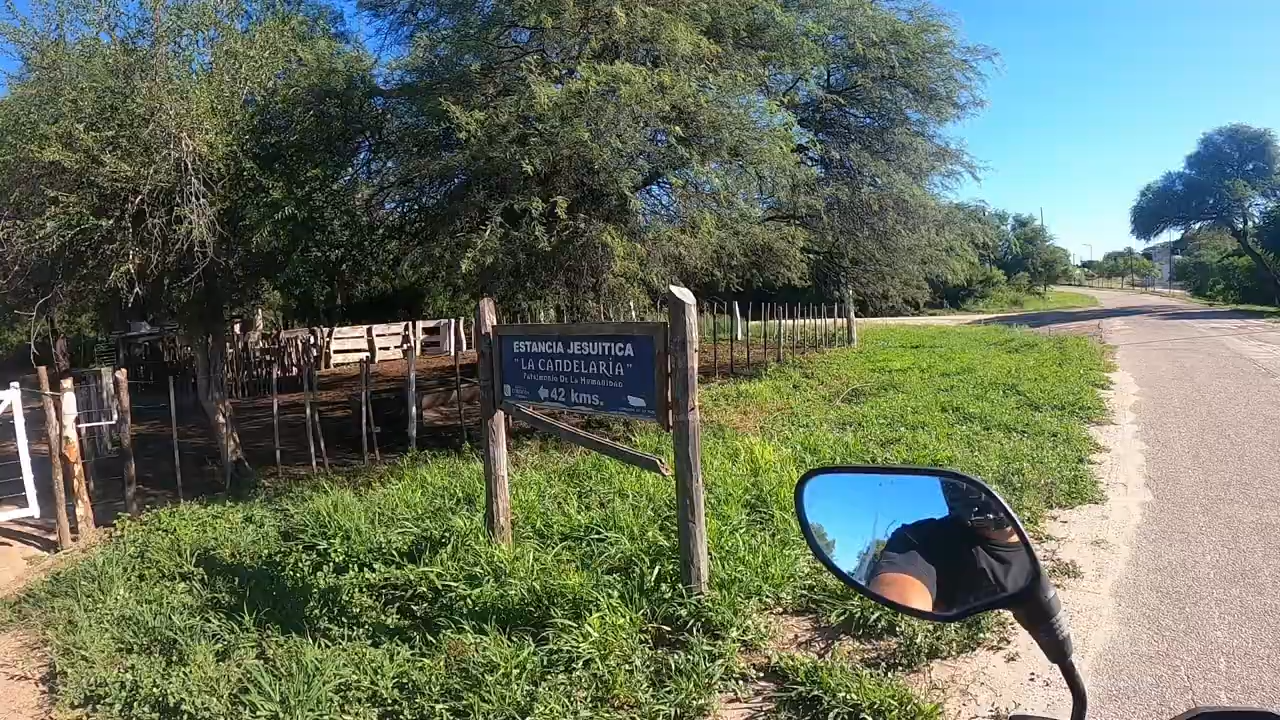 ESTANCIA JESUITICA
"LA CANDELARIA"
Patrimonio De La Humanidad
42 kms.